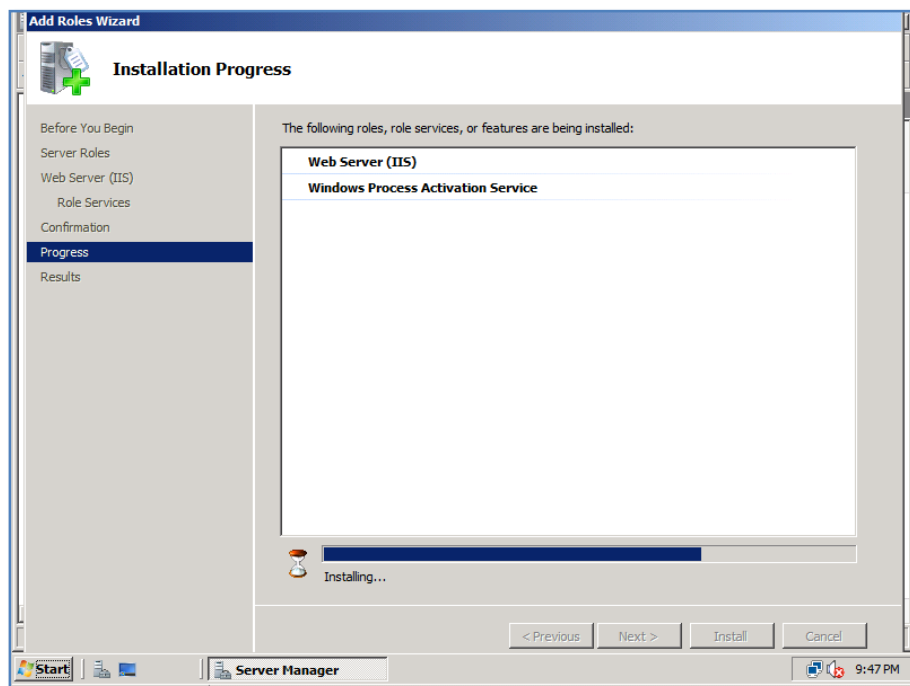 Add Roles Wizard
Installation Progress
Before You Begin
Server Roles
Web Server (IIS)
Role Services
Confirmation
Progress
Results
The following roles, role services, or features are being installed:
Web Server (IIS)
Windows Process Activation Service
Installing...
< Previous
Next >
Install
Cancel
Start
Server Manager
9:47 PM